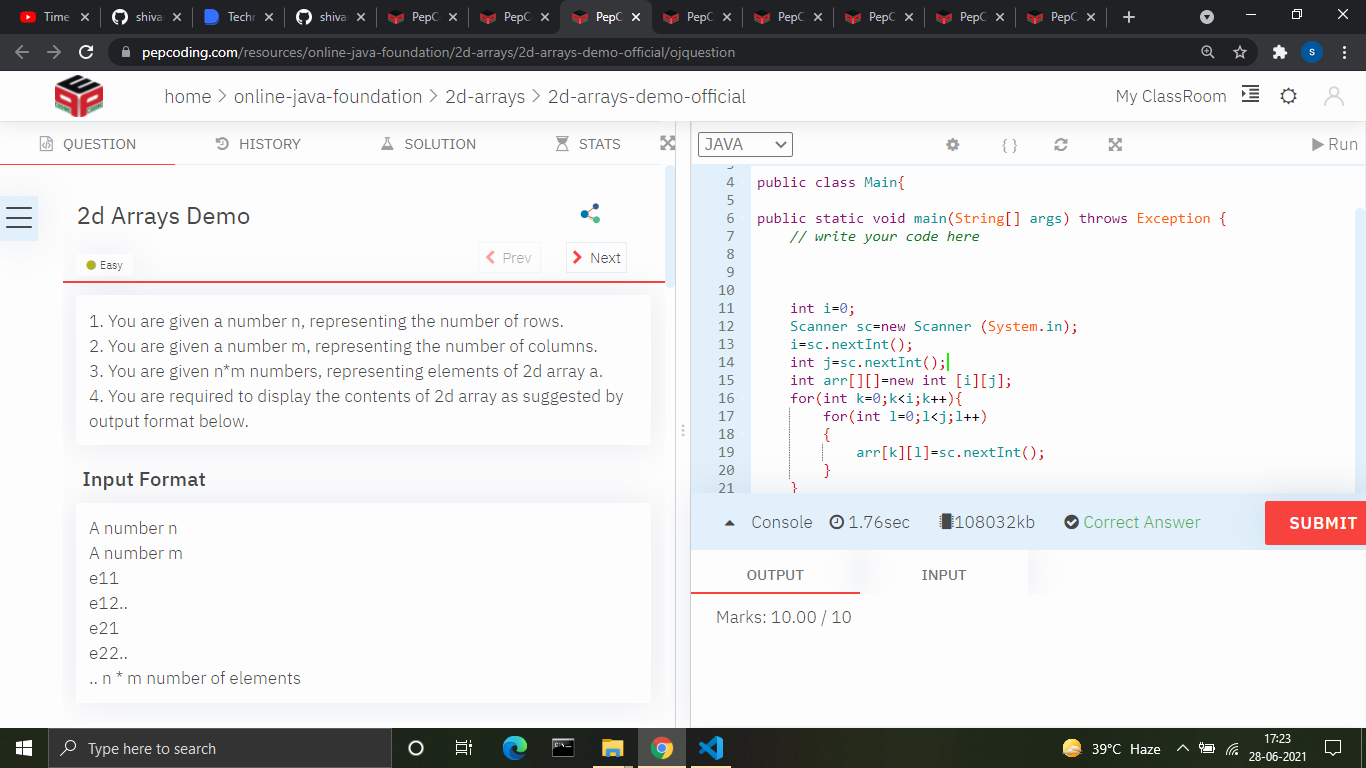 Time
shiva
Techr
shiva
PepC
PepC
PepC
PepC
PepC
PepC
PepC
PepC
pepcoding.com/resources/online-java-foundation/2d-arrays/2d-arrays-demo-official/ojquestion
S
home > online-java-foundation > 2d-arrays > 2d-arrays-demo-official
My ClassRoom
QUESTION
HISTORY
SOLUTION
STATS
JAVA
{ }
Run
2d Arrays Demo
Easy
Prev
Next
1. You are given a number n, representing the number of rows.
2. You are given a number m, representing the number of columns.
3. You are given n*m numbers, representing elements of 2d array a.
4. You are required to display the contents of 2d array as suggested by
output format below.
Input Format
A number n
A number m
e11
e12..
e21
e22..
.. n * m number of elements
4 public class Main{
5
6 public static void main(String[] args) throws Exception {
7 // write your code here
8
9
10
11 int i=0;
12 Scanner sc=new Scanner (System.in);
13 i=sc.nextInt();
14 int j=sc.nextInt();
15 int arr[][]=new int [i][j];
16 for(int k=0;k<i;k++){
17 for(int l=0;l<j;l++)
18 {
19 arr[k][l]=sc.nextInt();
20 }
21 }
Console
1.76sec
108032kb
Correct Answer
SUBMIT
OUTPUT
INPUT
Marks: 10.00 / 10
Type here to search
39°C Haze
17:23
28-06-2021